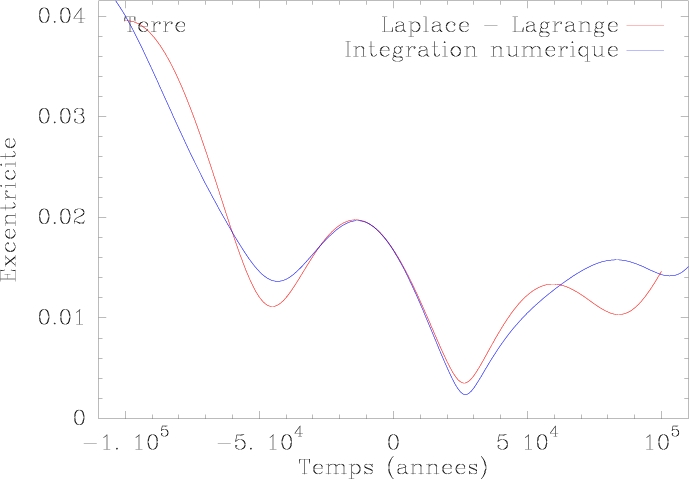 Terre
Laplace - Lagrange
Integration numerique
Excentricite
0.04
0.03
0.02
0.01
0
-1. 10⁵
-5. 10⁴
0
5 10⁴
10⁵
Temps (annees)